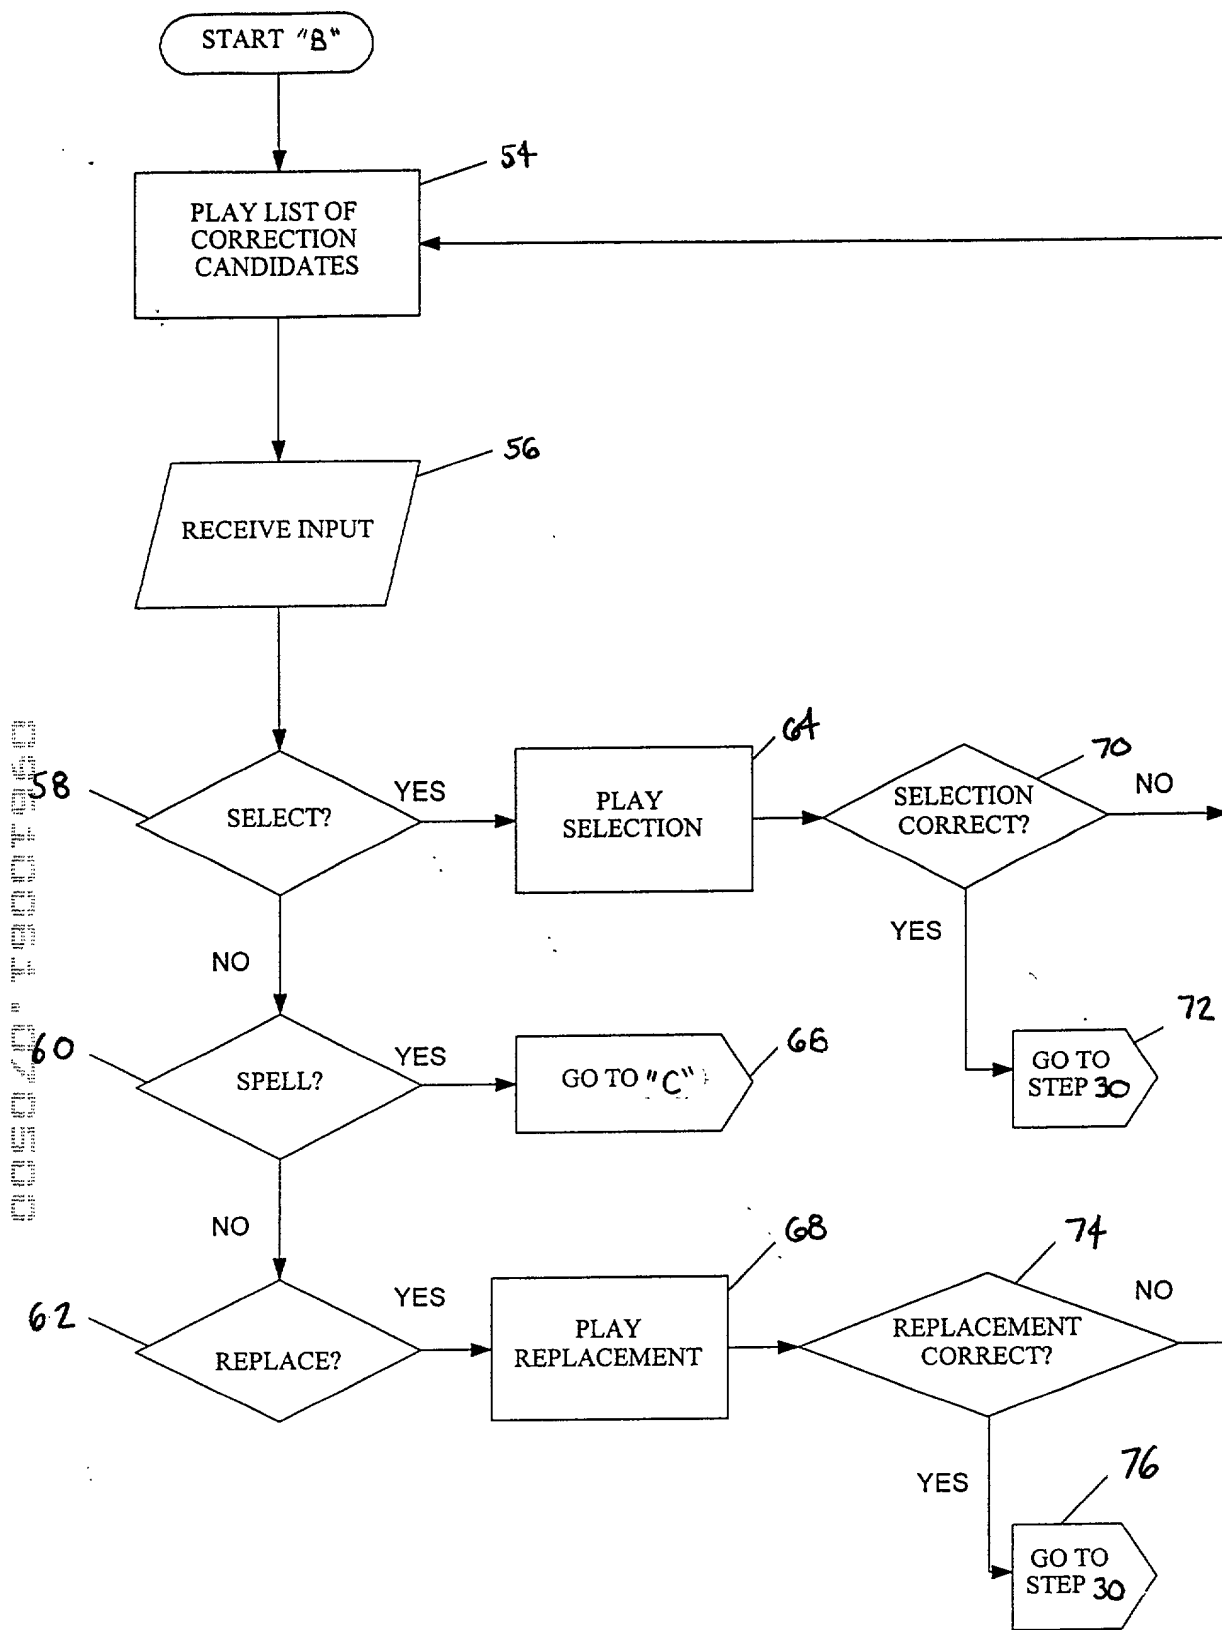 START "B"
54
PLAY LIST OF
CORRECTION
CANDIDATES
56
RECEIVE INPUT
58
SELECT?
YES
64
PLAY
SELECTION
70
SELECTION
CORRECT?
NO
YES
NO
72
GO TO
STEP 30
60
SPELL?
YES
66
GO TO "C"
NO
62
REPLACE?
YES
68
PLAY
REPLACEMENT
74
REPLACEMENT
CORRECT?
NO
YES
76
GO TO
STEP 30